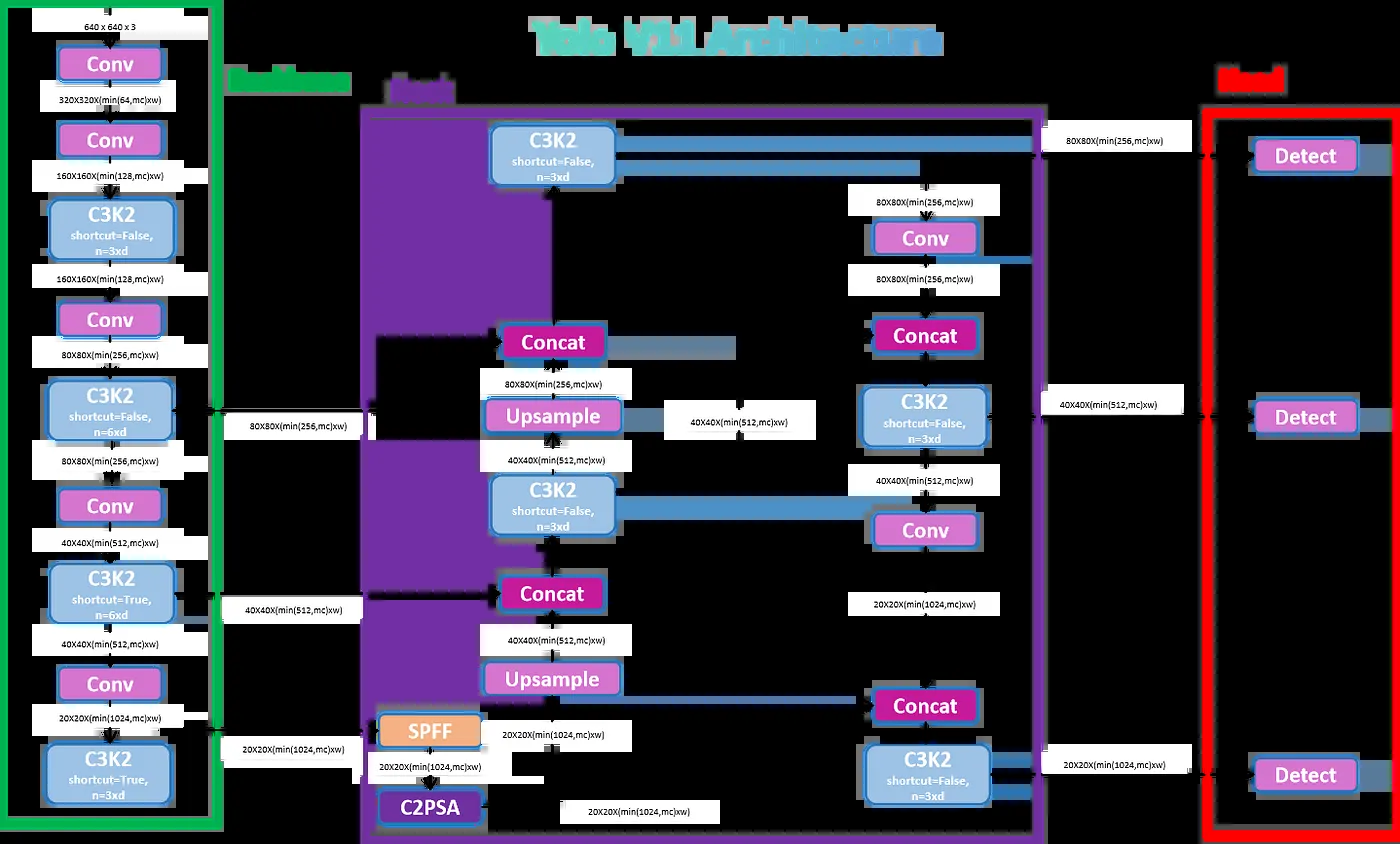 Yolo V11 Architecture
Backbone
Neck
Head
640 x 640 x 3
Conv
320X320X(min(64,mc)xw)
Conv
160X160X(min(128,mc)xw)
C3K2
shortcut=False,
n=3xd
160X160X(min(128,mc)xw)
Conv
80X80X(min(256,mc)xw)
C3K2
shortcut=False,
n=6xd
80X80X(min(256,mc)xw)
Conv
40X40X(min(512,mc)xw)
C3K2
shortcut=True,
n=6xd
40X40X(min(512,mc)xw)
Conv
20X20X(min(1024,mc)xw)
C3K2
shortcut=True,
n=3xd
80X80X(min(256,mc)xw)
40X40X(min(512,mc)xw)
20X20X(min(1024,mc)xw)
C3K2
shortcut=False,
n=3xd
Concat
80X80X(min(256,mc)xw)
Upsample
40X40X(min(512,mc)xw)
40X40X(min(512,mc)xw)
C3K2
shortcut=False,
n=3xd
Concat
40X40X(min(512,mc)xw)
Upsample
SPFF
20X20X(min(1024,mc)xw)
20X20X(min(1024,mc)xw)
C2PSA
20X20X(min(1024,mc)xw)
80X80X(min(256,mc)xw)
Conv
80X80X(min(256,mc)xw)
Concat
C3K2
shortcut=False,
n=3xd
40X40X(min(512,mc)xw)
Conv
20X20X(min(1024,mc)xw)
Concat
C3K2
shortcut=False,
n=3xd
80X80X(min(256,mc)xw)
40X40X(min(512,mc)xw)
20X20X(min(1024,mc)xw)
Detect
Detect
Detect